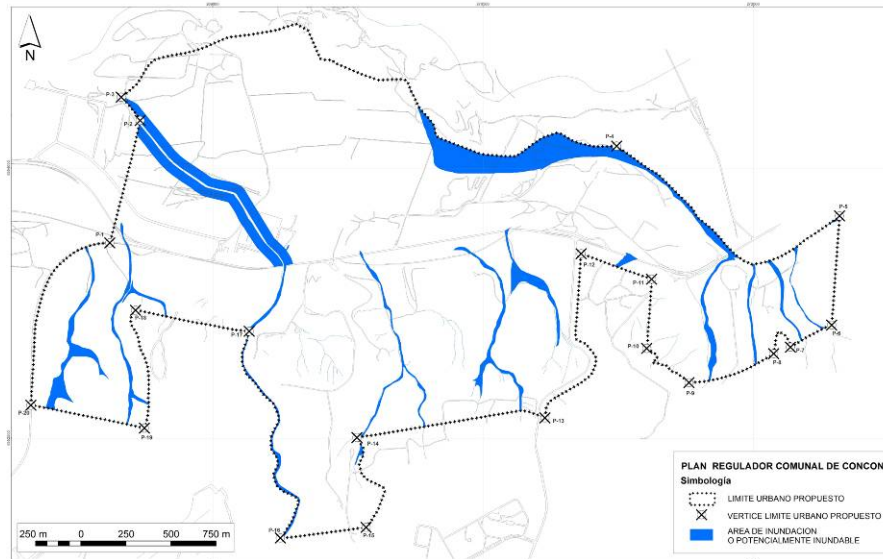 N
P-3
P-2
P-4
P-5
P-1
P-12
P-11
P-18
P-17
P-6
P-10
P-7
P-8
P-9
P-20
P-19
P-13
P-14
P-15
P-16
250 m 0 250 500 750 m
PLAN REGULADOR COMUNAL DE CONCON
Simbología
LIMITE URBANO PROPUESTO
VERTICE LIMITE URBANO PROPUESTO
AREA DE INUNDACION
O POTENCIALMENTE INUNDABLE